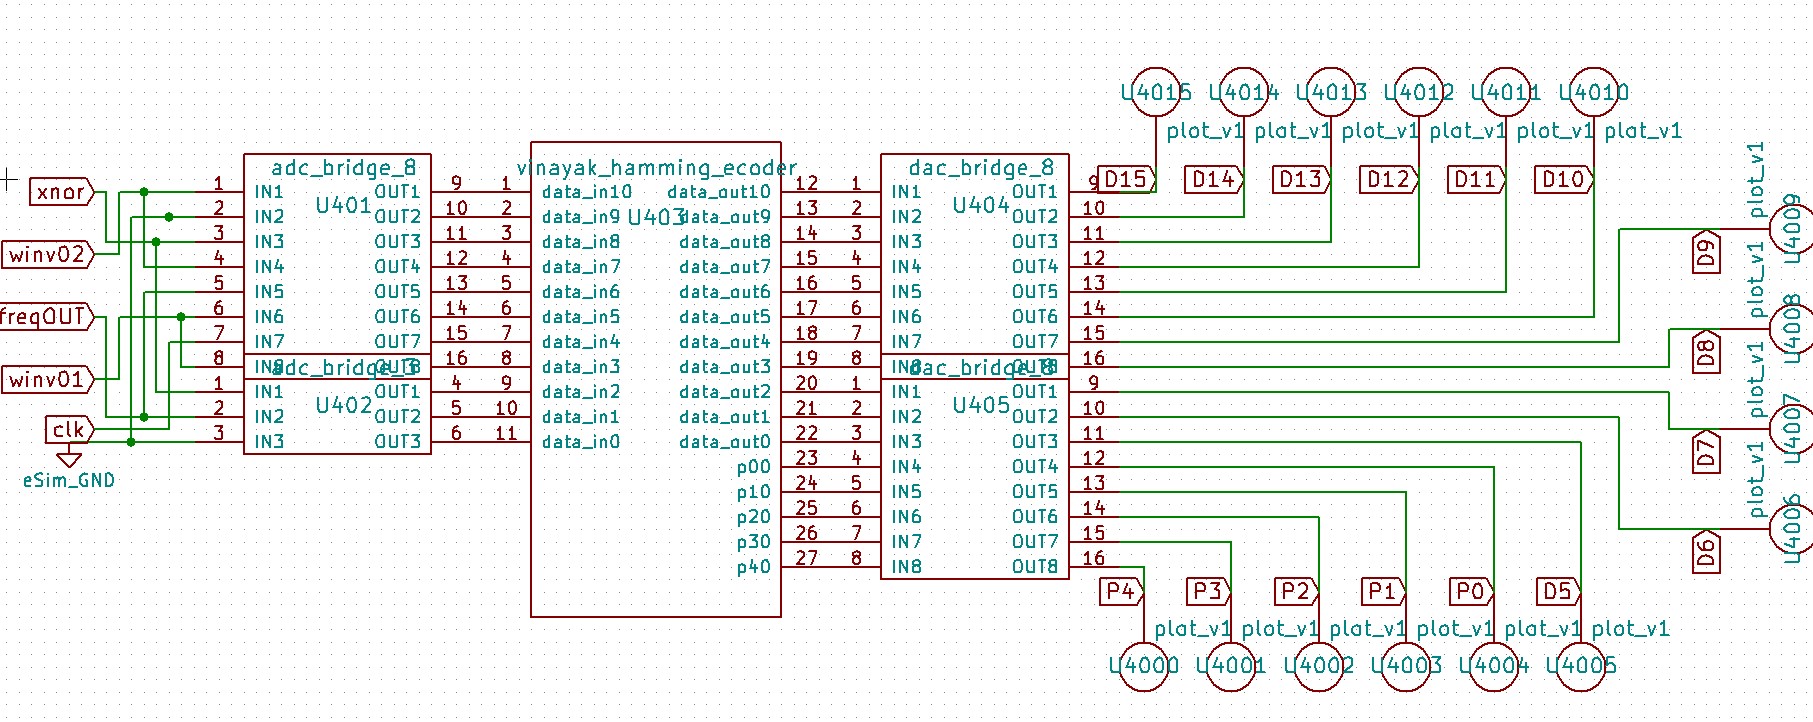 U4015 U4014 U4013 U4012 U4011 U4010
plot_v1 plot_v1 plot_v1 plot_v1 plot_v1 plot_v1
D15 D14 D13 D12 D11 D10
xnor
winv02
freqOUT
winv01
clk
eSim_GND
adc_bridge_8
U401
1 IN1 OUT1 9
2 IN2 OUT2 10
3 IN3 OUT3 11
4 IN4 OUT4 12
5 IN5 OUT5 13
6 IN6 OUT6 14
7 IN7 OUT7 15
8 IN8 OUT8 16
adc_bridge_3
U402
1 IN1 OUT1 4
2 IN2 OUT2 5
3 IN3 OUT3 6
vinayak_hamming_ecoder
U403
1 data_in10 data_out10 12
2 data_in9 data_out9 13
3 data_in8 data_out8 14
4 data_in7 data_out7 15
5 data_in6 data_out6 16
6 data_in5 data_out5 17
7 data_in4 data_out4 18
8 data_in3 data_out3 19
9 data_in2 data_out2 20
10 data_in1 data_out1 21
11 data_in0 data_out0 22
p00 23
p10 24
p20 25
p30 26
p40 27
dac_bridge_8
U404
1 IN1 OUT1 9
2 IN2 OUT2 10
3 IN3 OUT3 11
4 IN4 OUT4 12
5 IN5 OUT5 13
6 IN6 OUT6 14
7 IN7 OUT7 15
8 IN8 OUT8 16
dac_bridge_8
U405
1 IN1 OUT1 9
2 IN2 OUT2 10
3 IN3 OUT3 11
4 IN4 OUT4 12
5 IN5 OUT5 13
6 IN6 OUT6 14
7 IN7 OUT7 15
8 IN8 OUT8 16
plot_v1
U4009
D9
plot_v1
U4008
D8
plot_v1
U4007
D7
plot_v1
U4006
D6
P4 P3 P2 P1 P0 D5
plot_v1 plot_v1 plot_v1 plot_v1 plot_v1 plot_v1
U4000 U4001 U4002 U4003 U4004 U4005